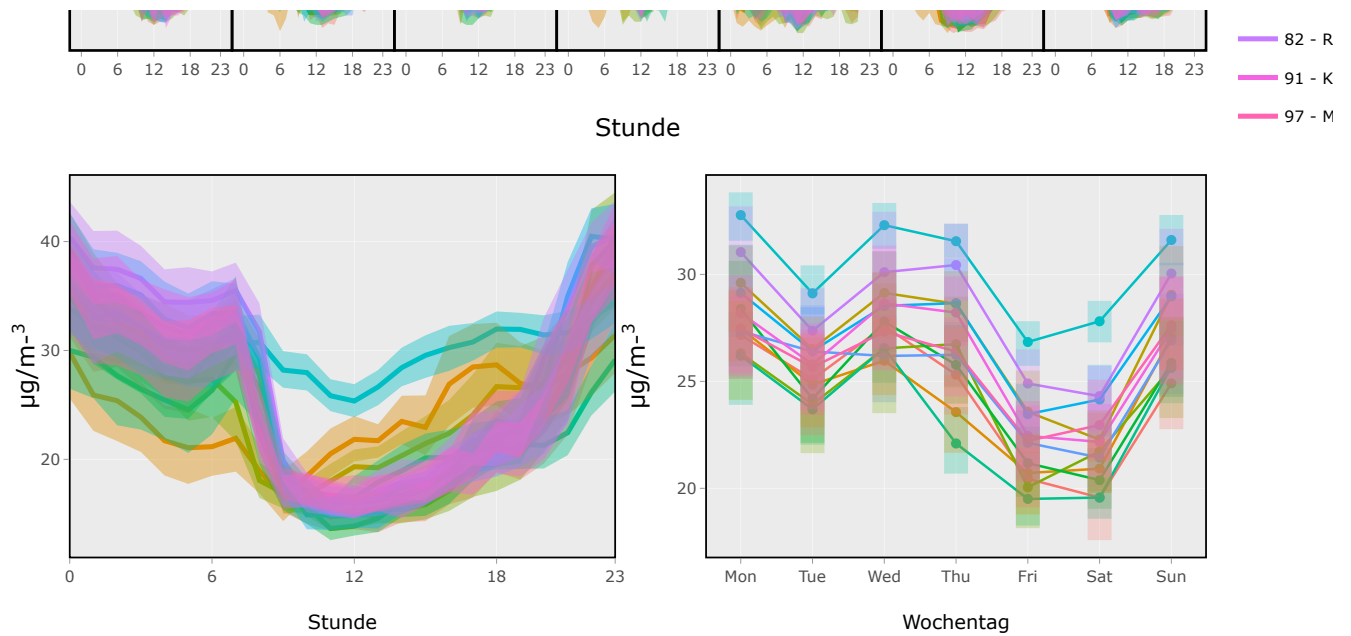 0 6 12 18 23 0 6 12 18 23 0 6 12 18 23 0 6 12 18 23 0 6 12 18 23 0 6 12 18 23 0 6 12 18 23
Stunde
82 - R
91 - K
97 - M
40
30
20
µg/m-³
0 6 12 18 23
Stunde
30
25
20
µg/m-³
Mon Tue Wed Thu Fri Sat Sun
Wochentag